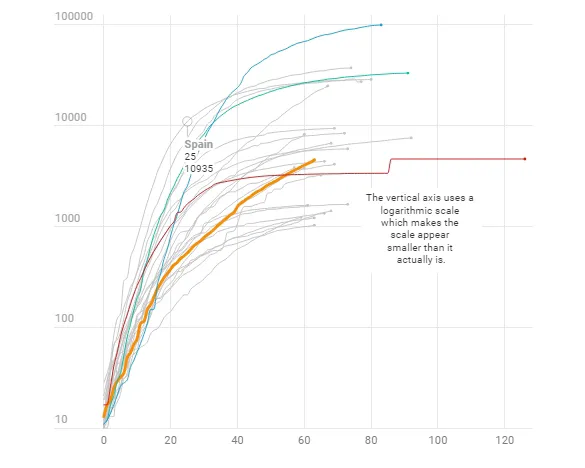 100000
10000
Spain
25
10935
The vertical axis uses a
logarithmic scale
which makes the
scale appear
smaller than it
actually is.
1000
100
10
0 20 40 60 80 100 120